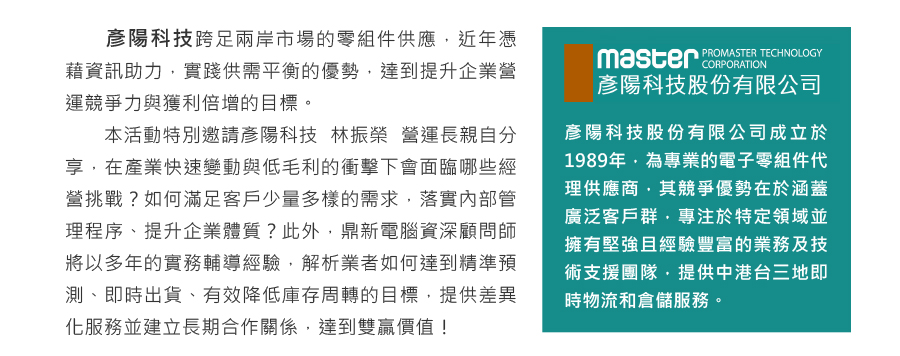 彥陽科技跨足兩岸市場的零組件供應，近年憑
藉資訊助力，實踐供需平衡的優勢，達到提升企業營
運競爭力與獲利倍增的目標。
本活動特別邀請彥陽科技 林振榮 營運長親自分
享，在產業快速變動與低毛利的衝擊下會面臨哪些經
營挑戰？如何滿足客戶少量多樣的需求，落實內部管
理程序、提升企業體質？此外，鼎新電腦資深顧問師
將以多年的實務輔導經驗，解析業者如何達到精準預
測、即時出貨、有效降低庫存周轉的目標，提供差異
化服務並建立長期合作關係，達到雙贏價值！
master PROMASTER TECHNOLOGY
CORPORATION
彥陽科技股份有限公司
彥陽科技股份有限公司成立於
1989年，為專業的電子零組件代
理供應商，其競爭優勢在於涵蓋
廣泛客戶群，專注於特定領域並
擁有堅強且經驗豐富的業務及技
術支援團隊，提供中港台三地即
時物流和倉儲服務。